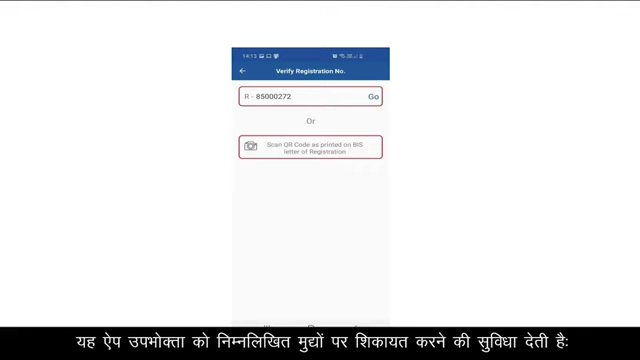 14:13
Verify Registration No.
R - 85000272 Go
Or
Scan QR Code as printed on BIS
letter of Registration
यह ऐप उपभोक्ता को निम्नलिखित मुद्यों पर शिकायत करने की सुविधा देती हैः